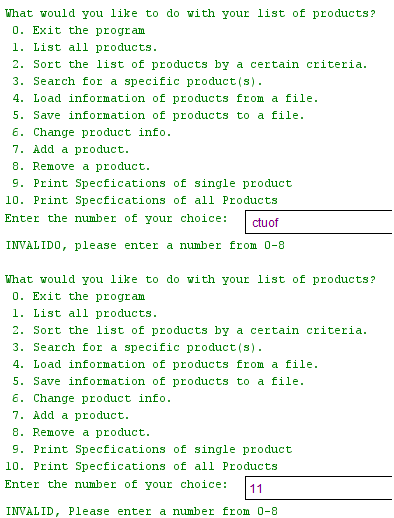 What would you like to do with your list of products?
0. Exit the program
1. List all products.
2. Sort the list of products by a certain criteria.
3. Search for a specific product(s).
4. Load information of products from a file.
5. Save information of products to a file.
6. Change product info.
7. Add a product.
8. Remove a product.
9. Print Specfications of single product
10. Print Specfications of all Products
Enter the number of your choice: ctuof
INVALIDO, please enter a number from 0-8
What would you like to do with your list of products?
0. Exit the program
1. List all products.
2. Sort the list of products by a certain criteria.
3. Search for a specific product(s).
4. Load information of products from a file.
5. Save information of products to a file.
6. Change product info.
7. Add a product.
8. Remove a product.
9. Print Specfications of single product
10. Print Specfications of all Products
Enter the number of your choice: 11
INVALID, Please enter a number from 0-8